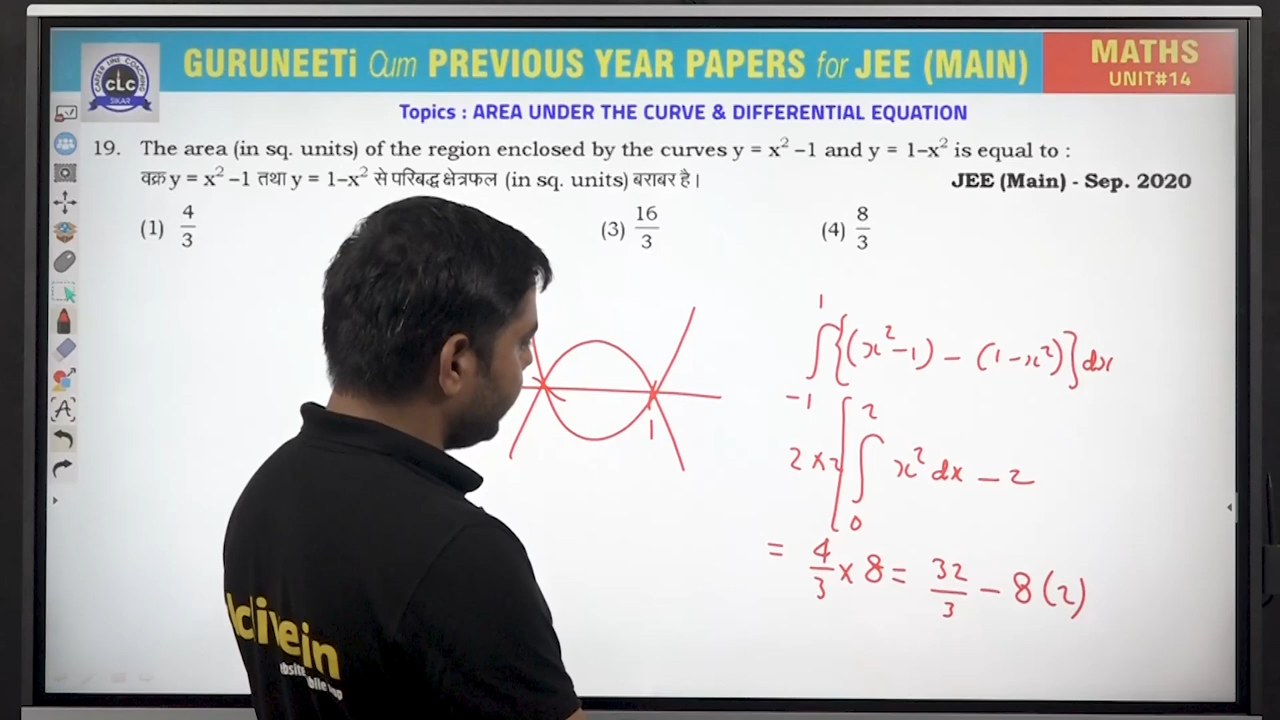 GURUNEETi Cum PREVIOUS YEAR PAPERS for JEE (MAIN)
MATHS
UNIT#14
CAREER LINE COACHING
CLC
SIKAR
Topics : AREA UNDER THE CURVE & DIFFERENTIAL EQUATION
19. The area (in sq. units) of the region enclosed by the curves y = x² –1 and y = 1–x² is equal to :
वक्र y = x² –1 तथा y = 1–x² से परिबद्ध क्षेत्रफल (in sq. units) बराबर है।
JEE (Main) - Sep. 2020
(1) 4/3
(3) 16/3
(4) 8/3
1
∫{(x²-1) - (1-x²)}dx
-1
2
2×2 ∫ x² dx - 2
0
= 4/3 × 8 = 32/3 - 8(2)
1